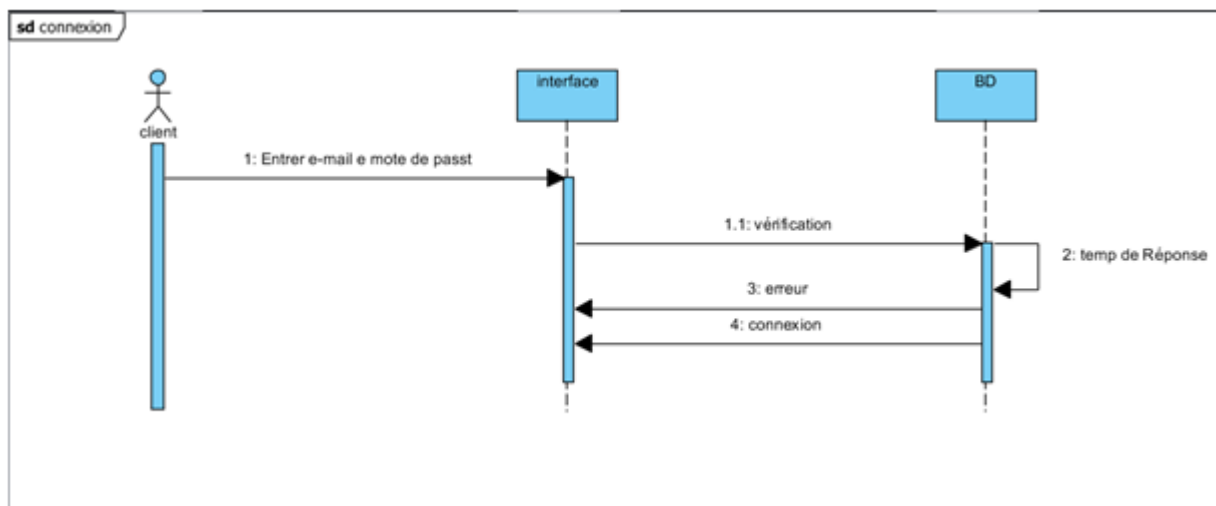 sd connexion
client
interface
BD
1: Entrer e-mail e mote de passt
1.1: vérification
2: temp de Réponse
3: erreur
4: connexion